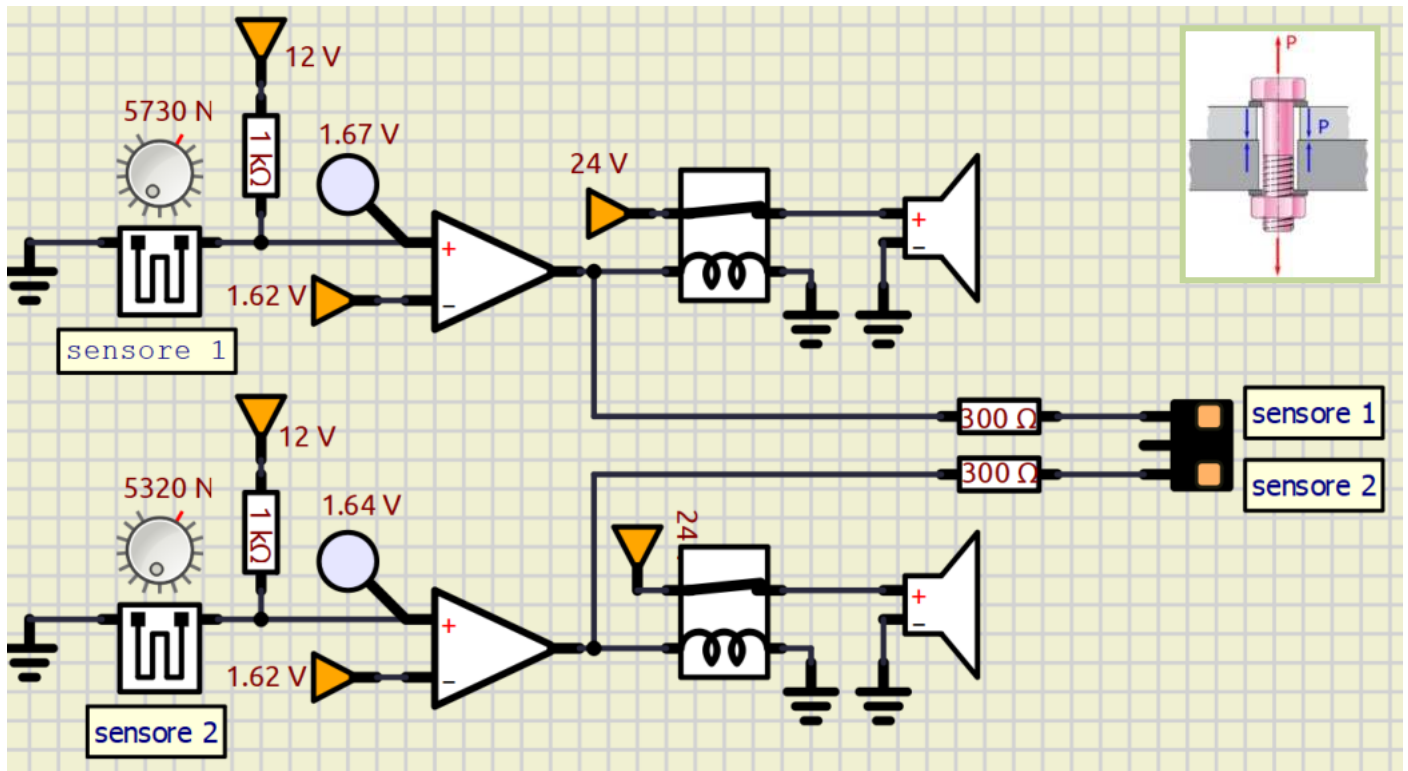 12 V
5730 N
1 kΩ
1.67 V
24 V
+
+
−
1.62 V
−
sensore 1
12 V
300 Ω
sensore 1
300 Ω
sensore 2
5320 N
1 kΩ
1.64 V
24
+
+
−
1.62 V
−
sensore 2
P
P